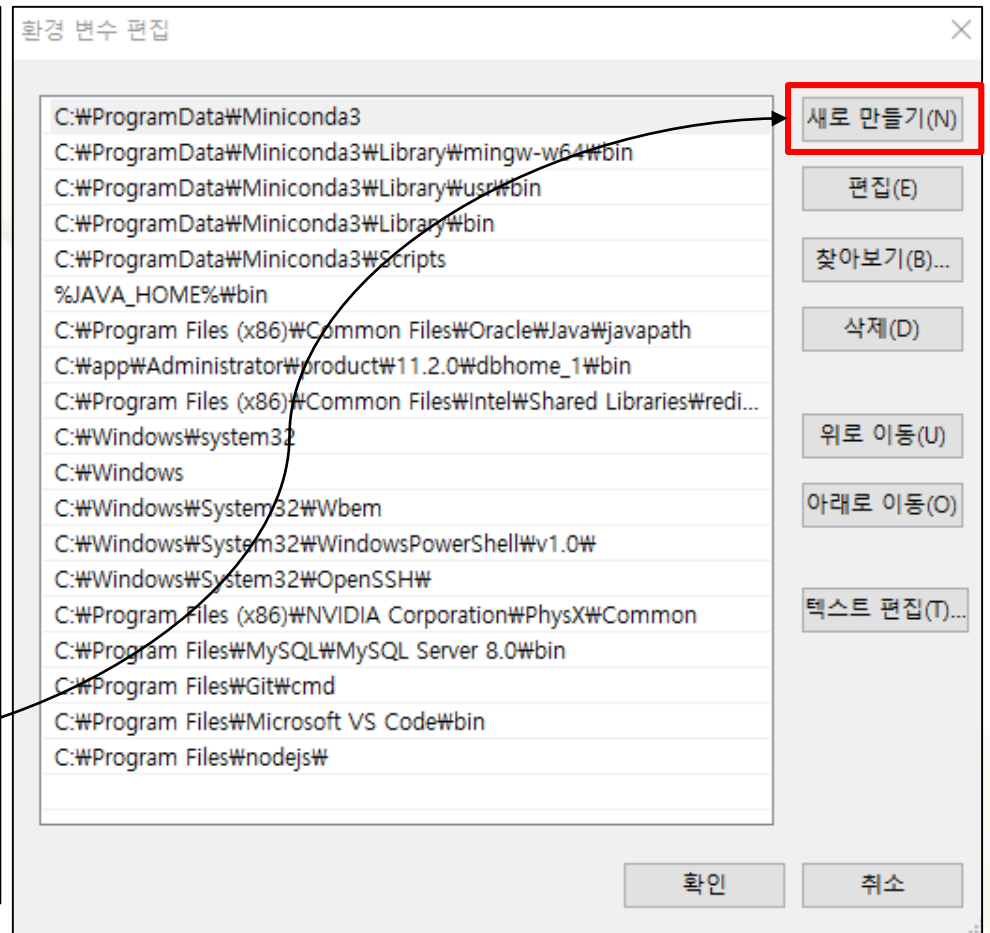 환경 변수 편집
C:₩ProgramData₩Miniconda3
C:₩ProgramData₩Miniconda3₩Library₩mingw-w64₩bin
C:₩ProgramData₩Miniconda3₩Library₩usr₩bin
C:₩ProgramData₩Miniconda3₩Library₩bin
C:₩ProgramData₩Miniconda3₩Scripts
%JAVA_HOME%₩bin
C:₩Program Files (x86)₩Common Files₩Oracle₩Java₩javapath
C:₩app₩Administrator₩product₩11.2.0₩dbhome_1₩bin
C:₩Program Files (x86)₩Common Files₩Intel₩Shared Libraries₩redi...
C:₩Windows₩system32
C:₩Windows
C:₩Windows₩System32₩Wbem
C:₩Windows₩System32₩WindowsPowerShell₩v1.0₩
C:₩Windows₩System32₩OpenSSH₩
C:₩Program Files (x86)₩NVIDIA Corporation₩PhysX₩Common
C:₩Program Files₩MySQL₩MySQL Server 8.0₩bin
C:₩Program Files₩Git₩cmd
C:₩Program Files₩Microsoft VS Code₩bin
C:₩Program Files₩nodejs₩
새로 만들기(N)
편집(E)
찾아보기(B)...
삭제(D)
위로 이동(U)
아래로 이동(O)
텍스트 편집(T)...
확인
취소